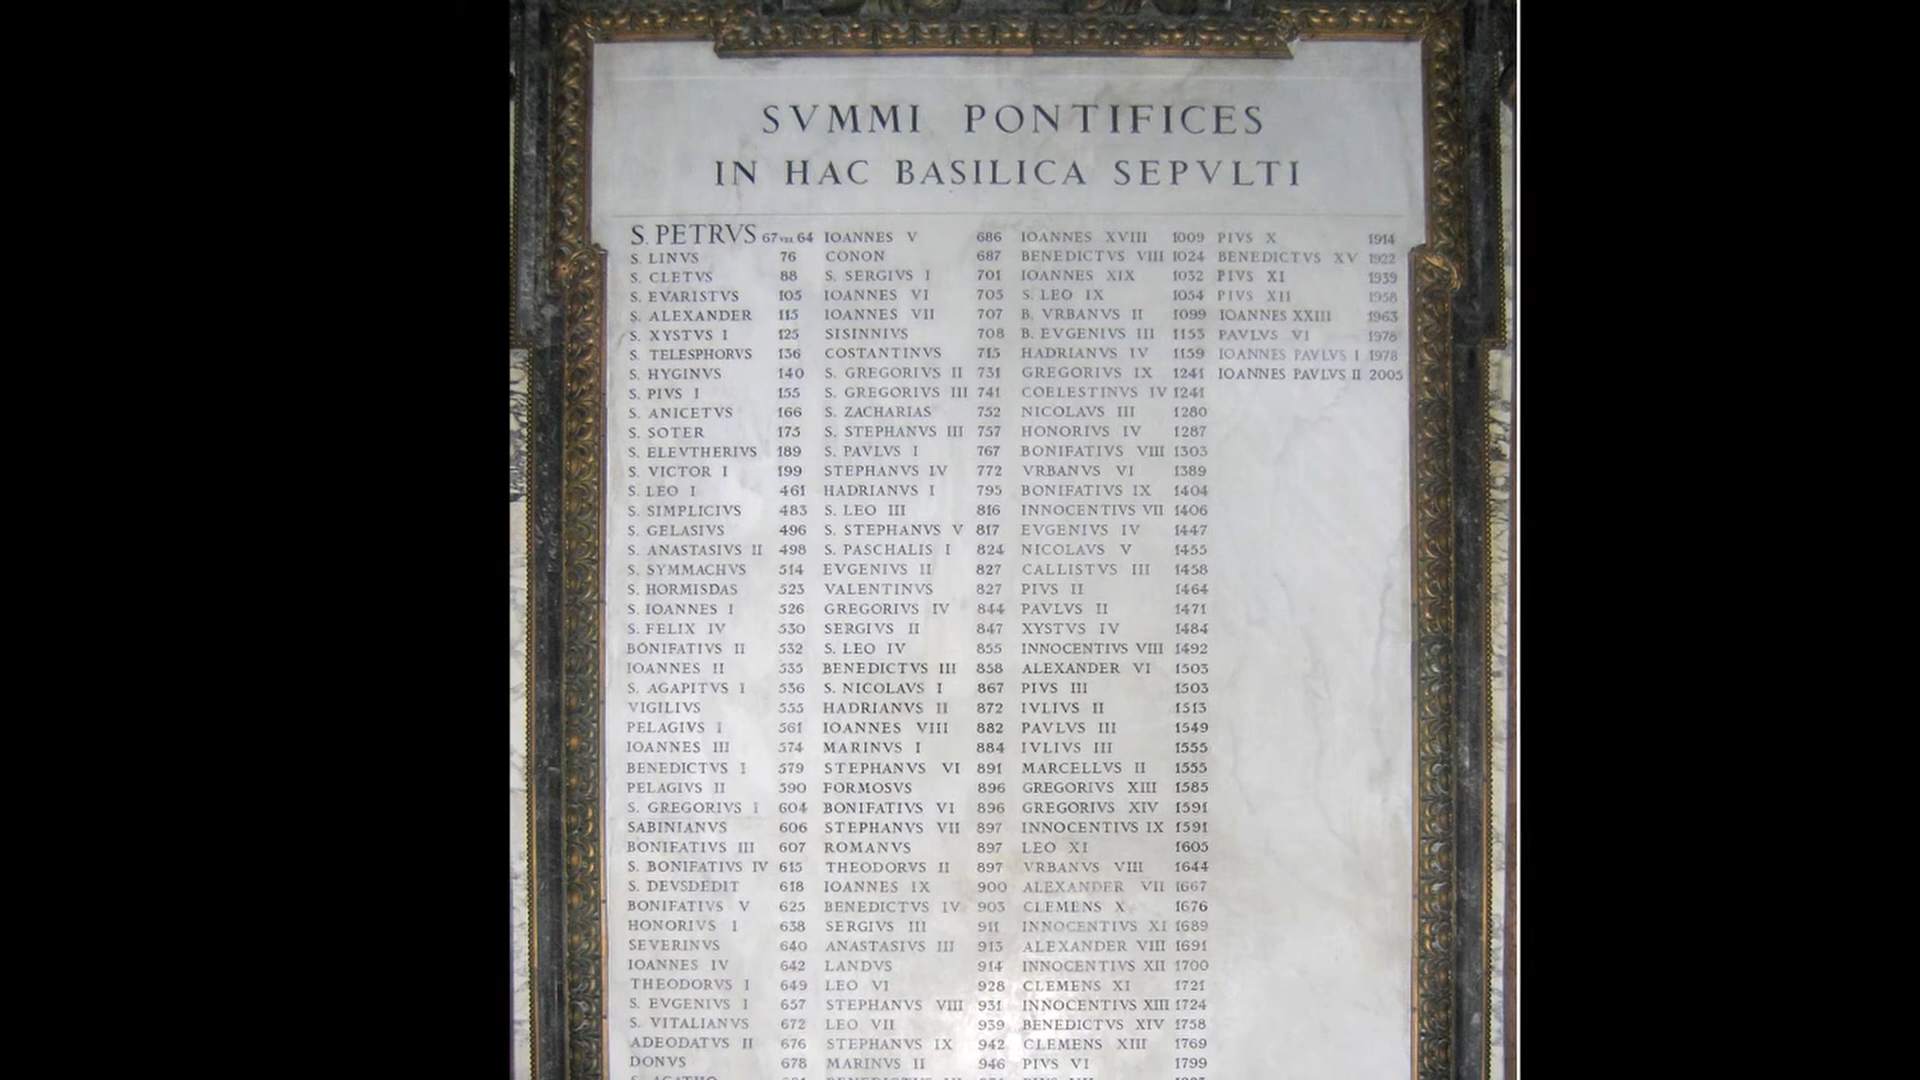 SVMMI PONTIFICES
IN HAC BASILICA SEPVLTI
S. PETRVS 67 VEL 64 IOANNES V 686 IOANNES XVIII 1009 PIVS X 1914
S. LINVS 76 CONON 687 BENEDICTVS VIII 1024 BENEDICTVS XV 1922
S. CLETVS 88 S. SERGIVS I 701 IOANNES XIX 1032 PIVS XI 1939
S. EVARISTVS 105 IOANNES VI 705 S. LEO IX 1054 PIVS XII 1958
S. ALEXANDER 115 IOANNES VII 707 B. VRBANVS II 1099 IOANNES XXIII 1963
S. XYSTVS I 125 SISINNIVS 708 B. EVGENIVS III 1153 PAVLVS VI 1978
S. TELESPHORVS 136 COSTANTINVS 715 HADRIANVS IV 1159 IOANNES PAVLVS I 1978
S. HYGINVS 140 S. GREGORIVS II 731 GREGORIVS IX 1241 IOANNES PAVLVS II 2005
S. PIVS I 155 S. GREGORIVS III 741 COELESTINVS IV 1241
S. ANICETVS 166 S. ZACHARIAS 752 NICOLAVS III 1280
S. SOTER 175 S. STEPHANVS III 757 HONORIVS IV 1287
S. ELEVTHERIVS 189 S. PAVLVS I 767 BONIFATIVS VIII 1303
S. VICTOR I 199 STEPHANVS IV 772 VRBANVS VI 1389
S. LEO I 461 HADRIANVS I 795 BONIFATIVS IX 1404
S. SIMPLICIVS 483 S. LEO III 816 INNOCENTIVS VII 1406
S. GELASIVS 496 S. STEPHANVS V 817 EVGENIVS IV 1447
S. ANASTASIVS II 498 S. PASCHALIS I 824 NICOLAVS V 1455
S. SYMMACHVS 514 EVGENIVS II 827 CALLISTVS III 1458
S. HORMISDAS 523 VALENTINVS 827 PIVS II 1464
S. IOANNES I 526 GREGORIVS IV 844 PAVLVS II 1471
S. FELIX IV 530 SERGIVS II 847 XYSTVS IV 1484
BONIFATIVS II 532 S. LEO IV 855 INNOCENTIVS VIII 1492
IOANNES II 535 BENEDICTVS III 858 ALEXANDER VI 1503
S. AGAPITVS I 536 S. NICOLAVS I 867 PIVS III 1503
VIGILIVS 555 HADRIANVS II 872 IVLIVS II 1513
PELAGIVS I 561 IOANNES VIII 882 PAVLVS III 1549
IOANNES III 574 MARINVS I 884 IVLIVS III 1555
BENEDICTVS I 579 STEPHANVS VI 891 MARCELLVS II 1555
PELAGIVS II 590 FORMOSVS 896 GREGORIVS XIII 1585
S. GREGORIVS I 604 BONIFATIVS VI 896 GREGORIVS XIV 1591
SABINIANVS 606 STEPHANVS VII 897 INNOCENTIVS IX 1591
BONIFATIVS III 607 ROMANVS 897 LEO XI 1605
S. BONIFATIVS IV 615 THEODORVS II 897 VRBANVS VIII 1644
S. DEVSDEDIT 618 IOANNES IX 900 ALEXANDER VII 1667
BONIFATIVS V 625 BENEDICTVS IV 903 CLEMENS X 1676
HONORIVS I 638 SERGIVS III 911 INNOCENTIVS XI 1689
SEVERINVS 640 ANASTASIVS III 913 ALEXANDER VIII 1691
IOANNES IV 642 LANDVS 914 INNOCENTIVS XII 1700
THEODORVS I 649 LEO VI 928 CLEMENS XI 1721
S. EVGENIVS I 657 STEPHANVS VIII 931 INNOCENTIVS XIII 1724
S. VITALIANVS 672 LEO VII 939 BENEDICTVS XIV 1758
ADEODATVS II 676 STEPHANVS IX 942 CLEMENS XIII 1769
DONVS 678 MARINVS II 946 PIVS VI 1799